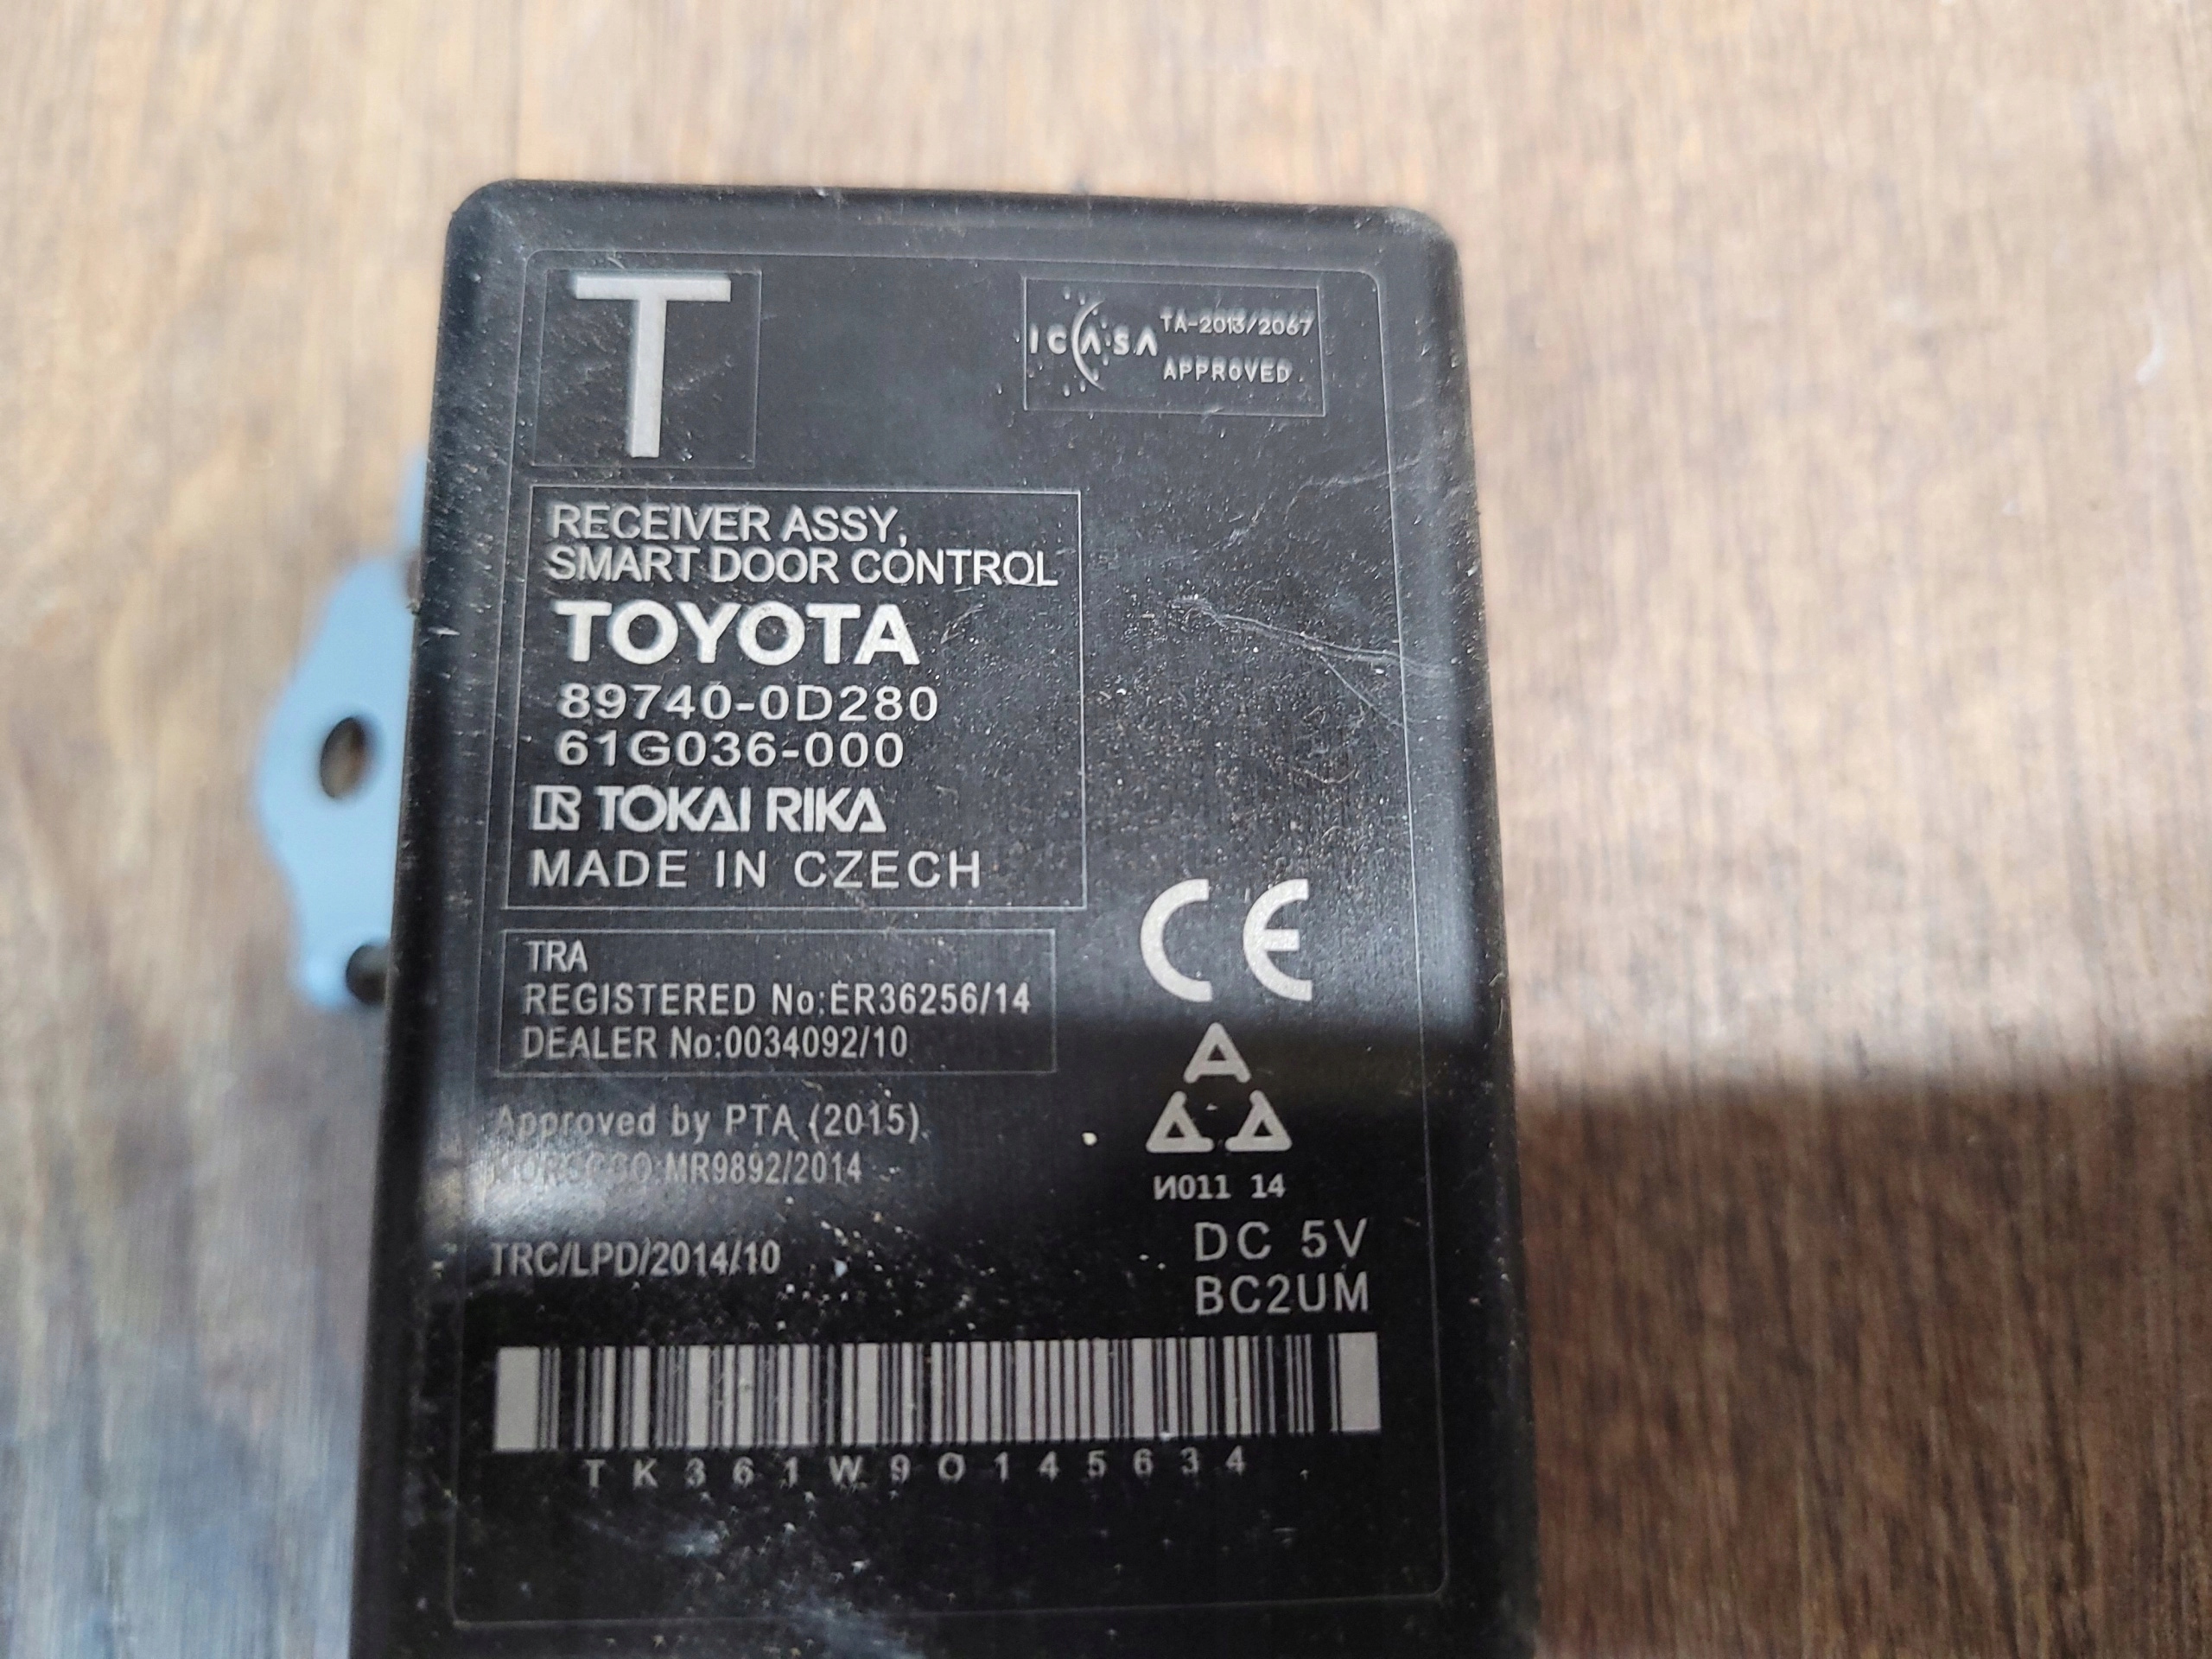 T
ICASA TA-2013/2067
APPROVED
RECEIVER ASSY,
SMART DOOR CONTROL
TOYOTA
89740-0D280
61G036-000
TOKAI RIKA
MADE IN CZECH
TRA
REGISTERED No:ER36256/14
DEALER No:0034092/10
CE
Approved by PTA (2015)
MOROCCO:MR9892/2014
И011 14
TRC/LPD/2014/10
DC 5V
BC2UM
TK361W90145634